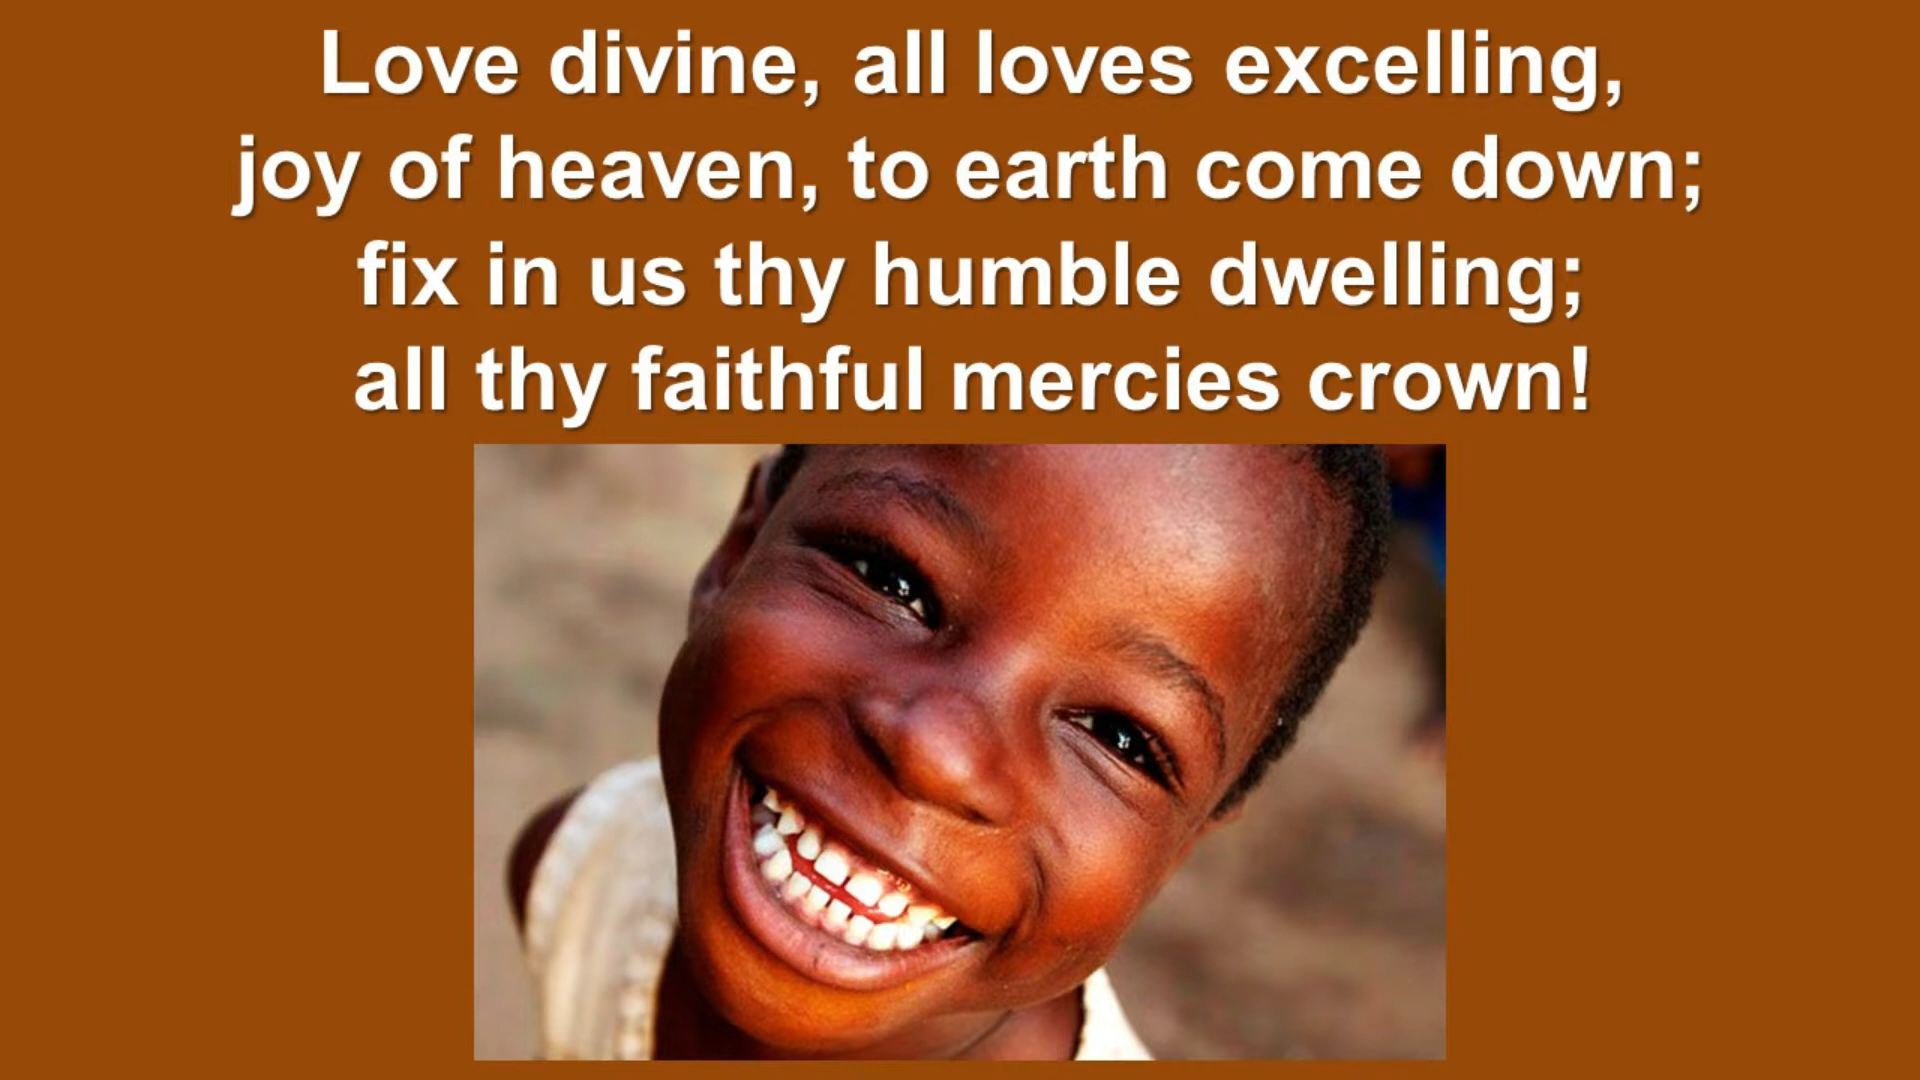 Love divine, all loves excelling,
joy of heaven, to earth come down;
fix in us thy humble dwelling;
all thy faithful mercies crown!